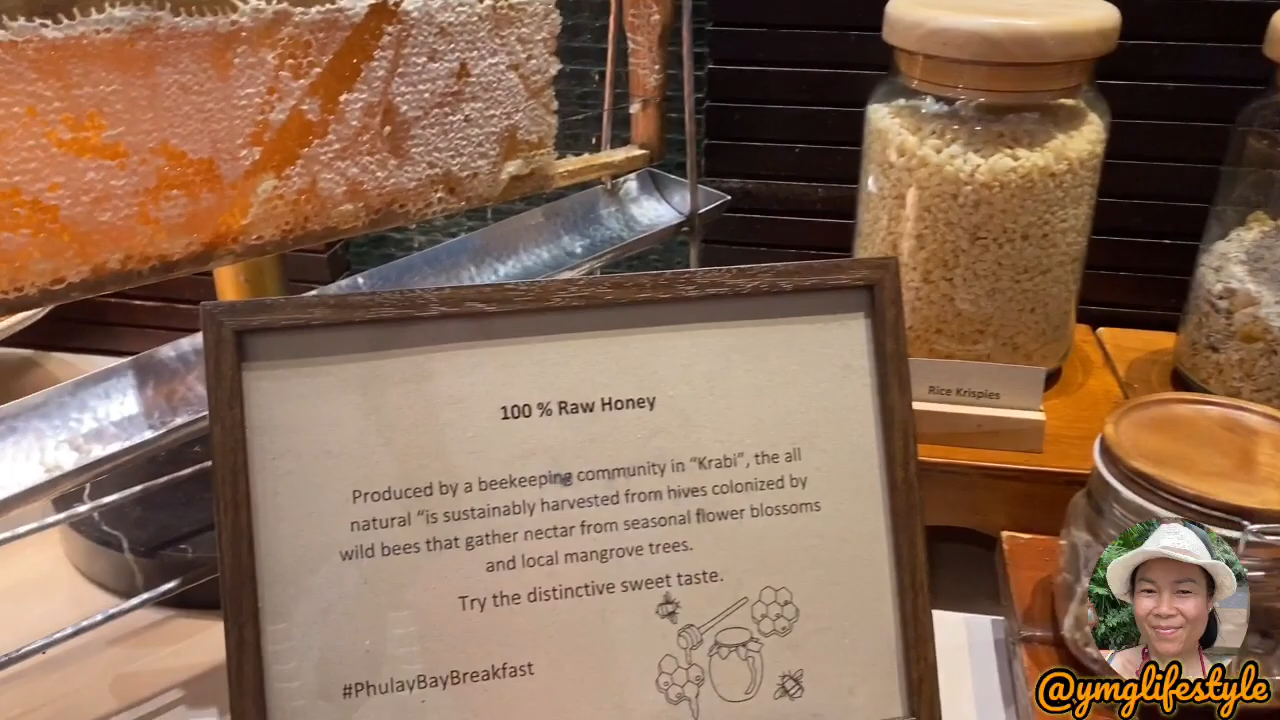 Rice Krispies
100 % Raw Honey
Produced by a beekeeping community in “Krabi”, the all
natural “is sustainably harvested from hives colonized by
wild bees that gather nectar from seasonal flower blossoms
and local mangrove trees.
Try the distinctive sweet taste.
#PhulayBayBreakfast
@ymglifestyle